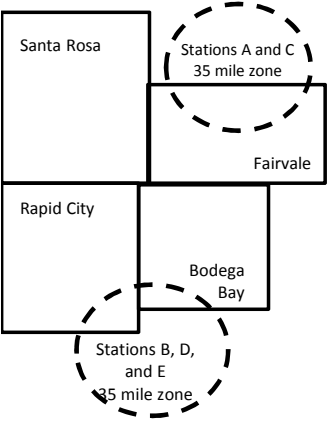 Santa Rosa
Stations A and C
35 mile zone
Fairvale
Rapid City
Bodega
Bay
Stations B, D,
and E
35 mile zone